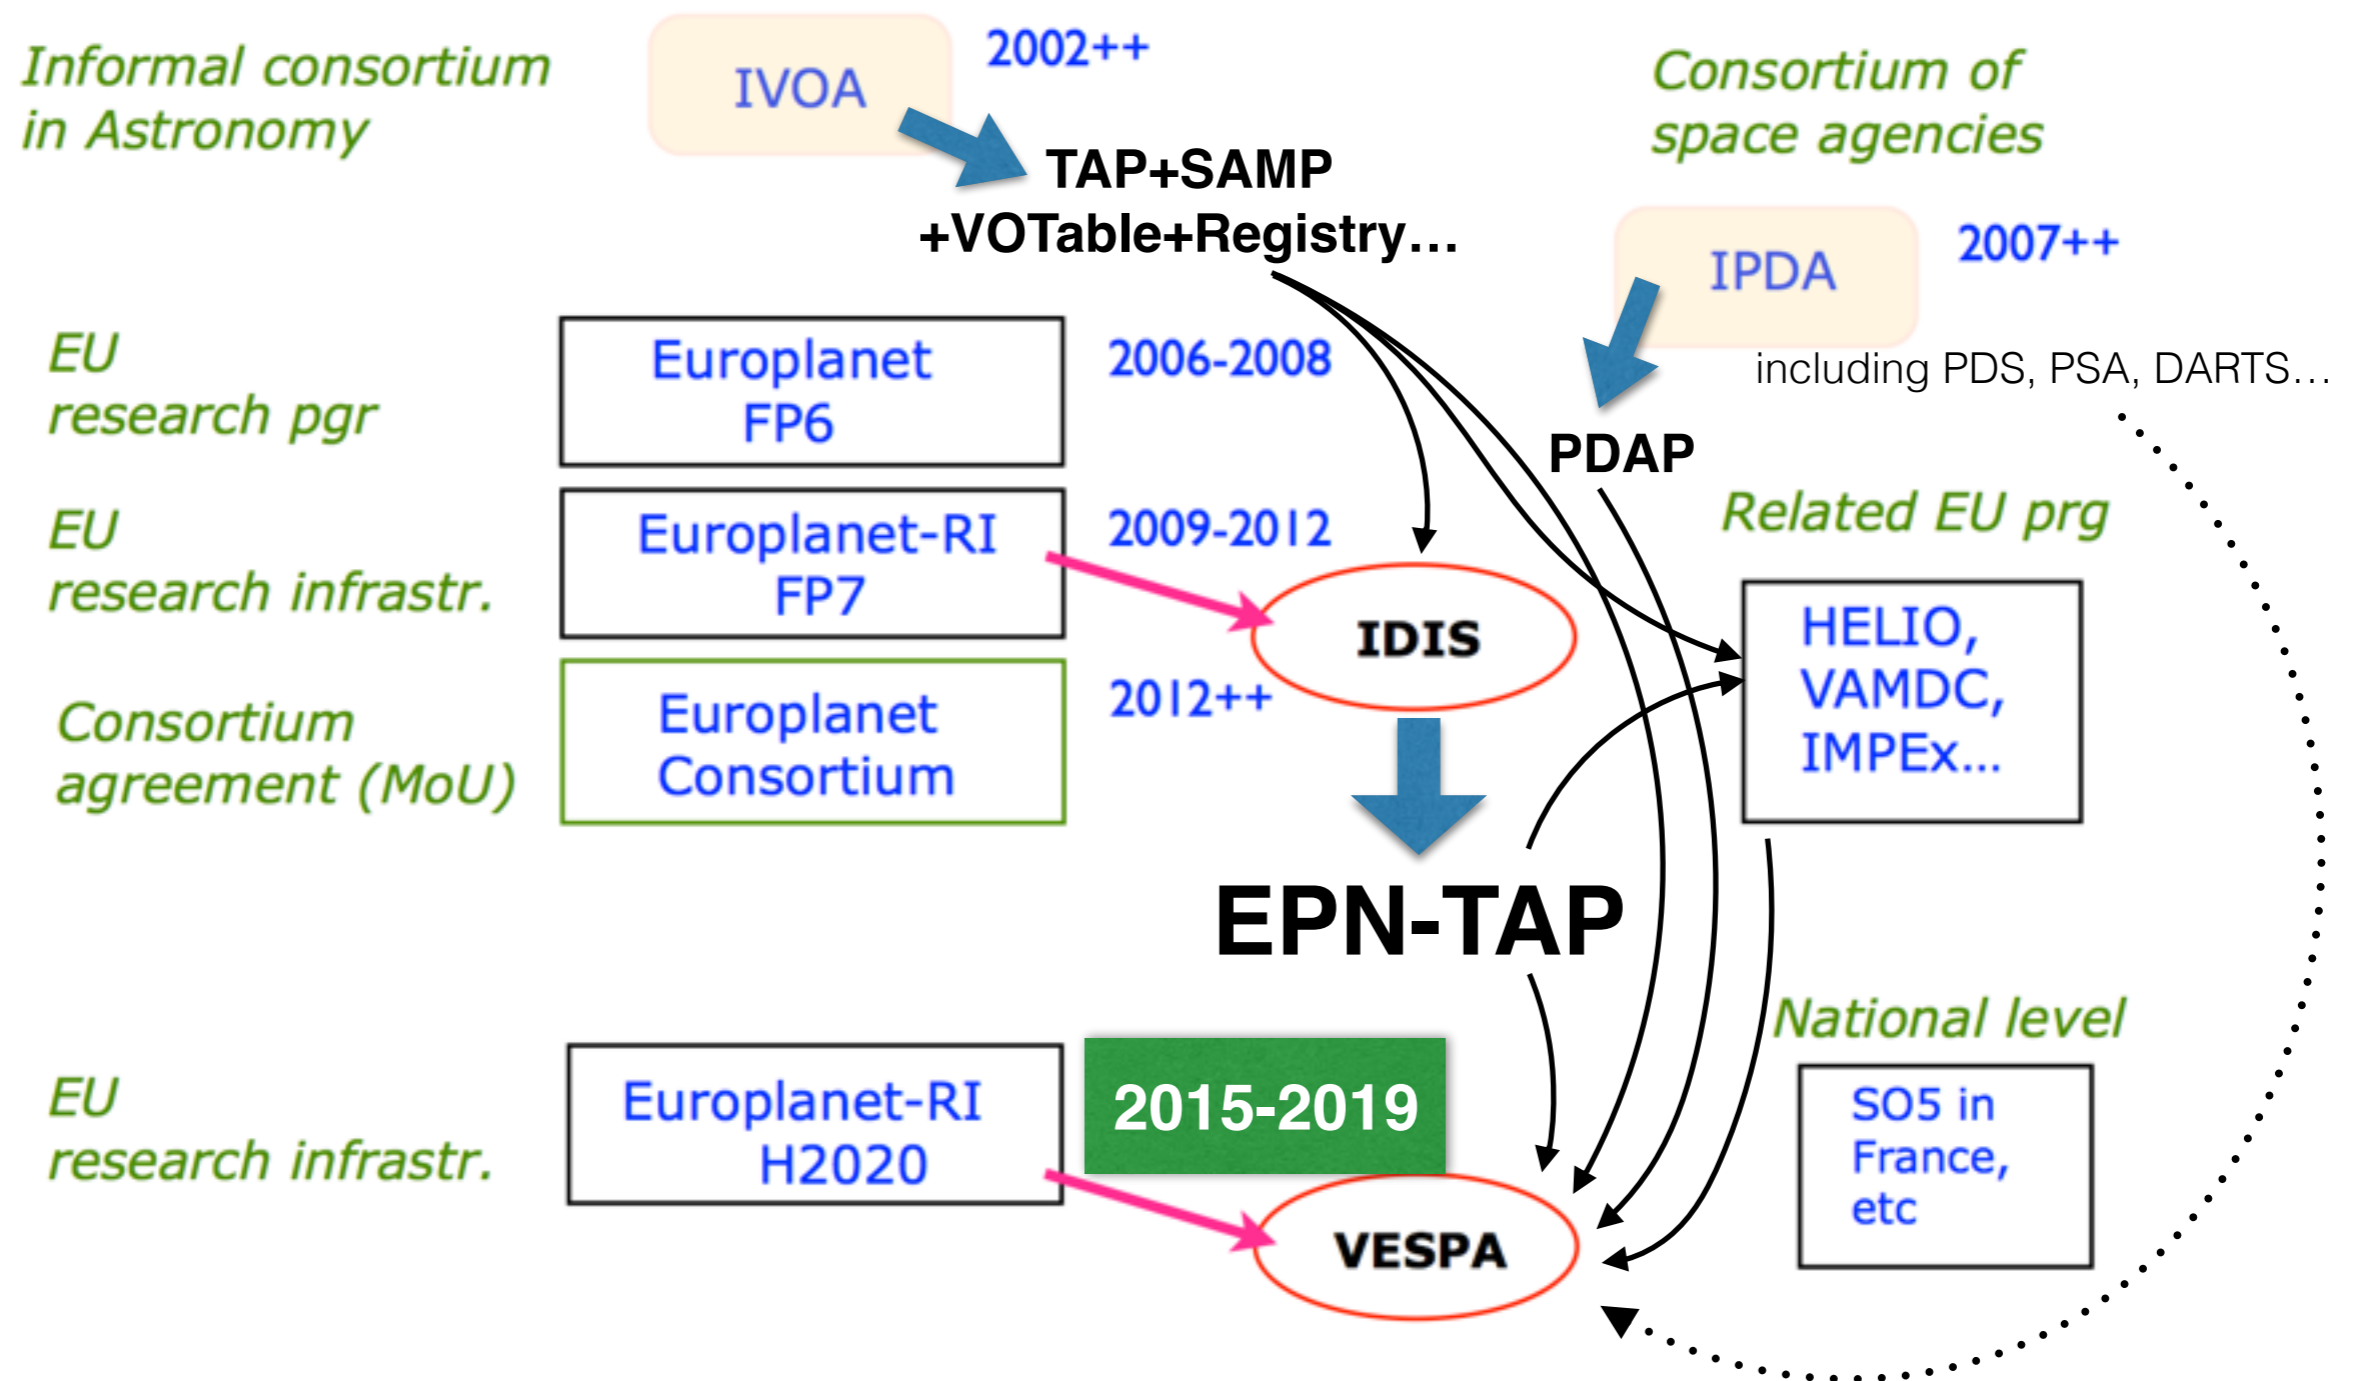 Informal consortium
in Astronomy
IVOA
2002++
TAP+SAMP
+VOTable+Registry…
Consortium of
space agencies
IPDA
2007++
including PDS, PSA, DARTS…
PDAP
EU
research pgr
Europlanet
FP6
2006-2008
EU
research infrastr.
Europlanet-RI
FP7
2009-2012
IDIS
Related EU prg
HELIO,
VAMDC,
IMPEx...
Consortium
agreement (MoU)
Europlanet
Consortium
2012++
EPN-TAP
National level
SO5 in
France,
etc
EU
research infrastr.
Europlanet-RI
H2020
2015-2019
VESPA